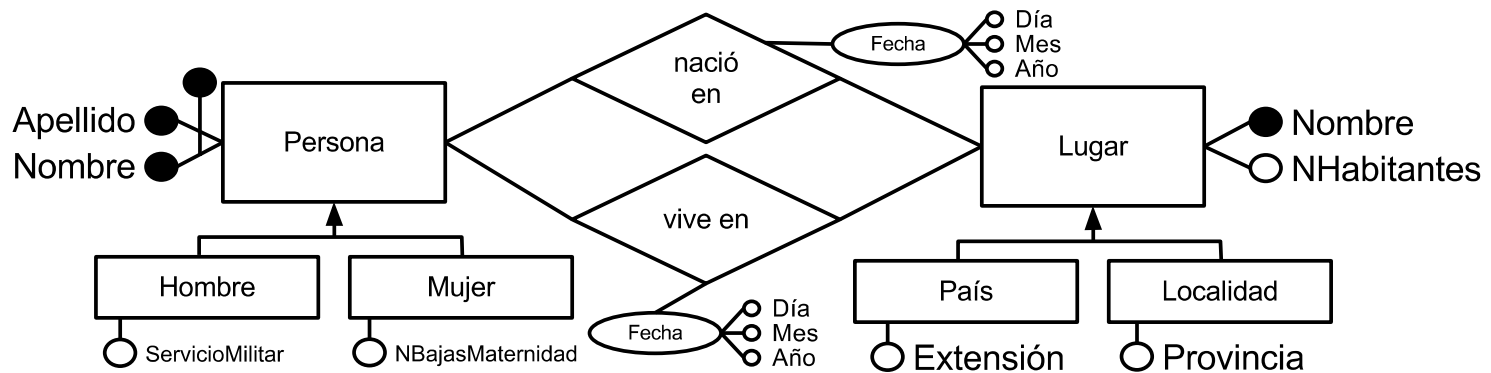 Apellido
Nombre
Persona
Hombre
Mujer
ServicioMilitar
NBajasMaternidad
nació
en
Fecha
Día
Mes
Año
vive en
Fecha
Día
Mes
Año
Lugar
Nombre
NHabitantes
País
Localidad
Extensión
Provincia